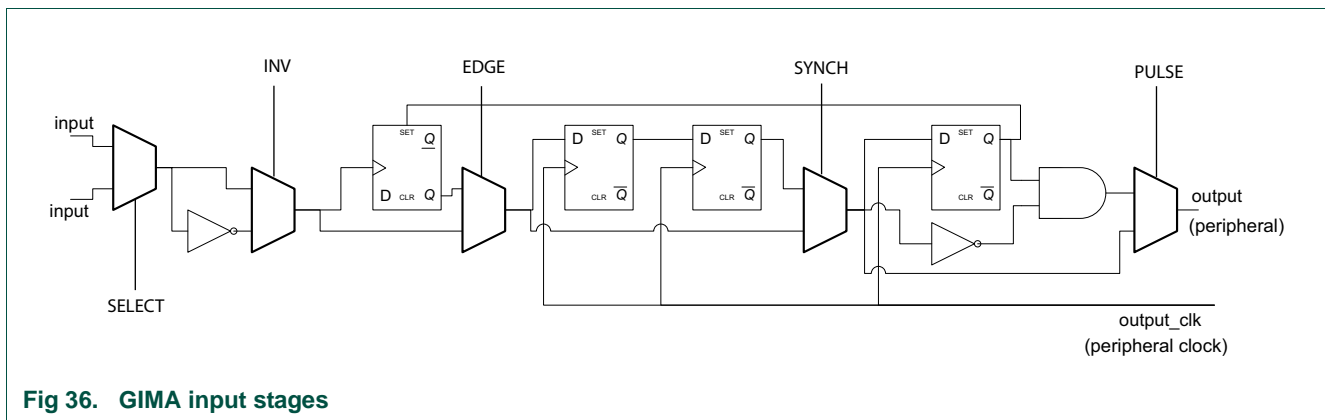 INV
EDGE
SYNCH
PULSE
input
input
SELECT
SET
Q
Q
D
CLR
Q
D
SET
Q
CLR
Q
D
SET
Q
CLR
Q
D
SET
Q
CLR
Q
output
(peripheral)
output_clk
(peripheral clock)
Fig 36. GIMA input stages